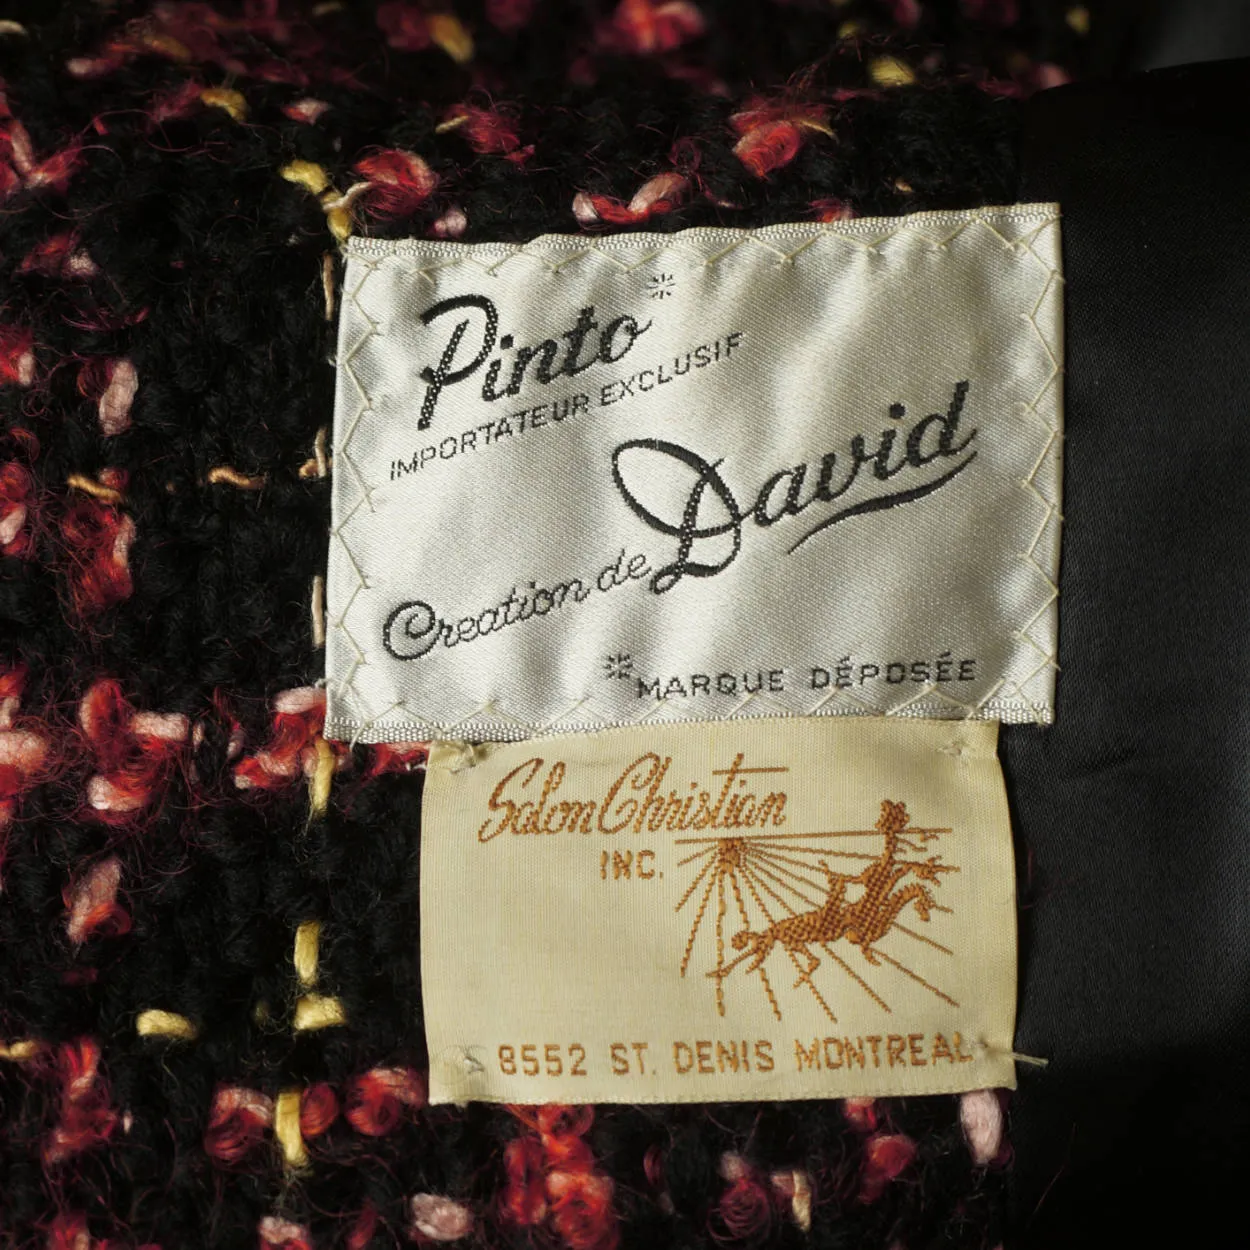 Pinto*
IMPORTATEUR EXCLUSIF
Creation de David
*MARQUE DÉPOSÉE
Salon Christian
INC.
8552 ST. DENIS MONTREAL